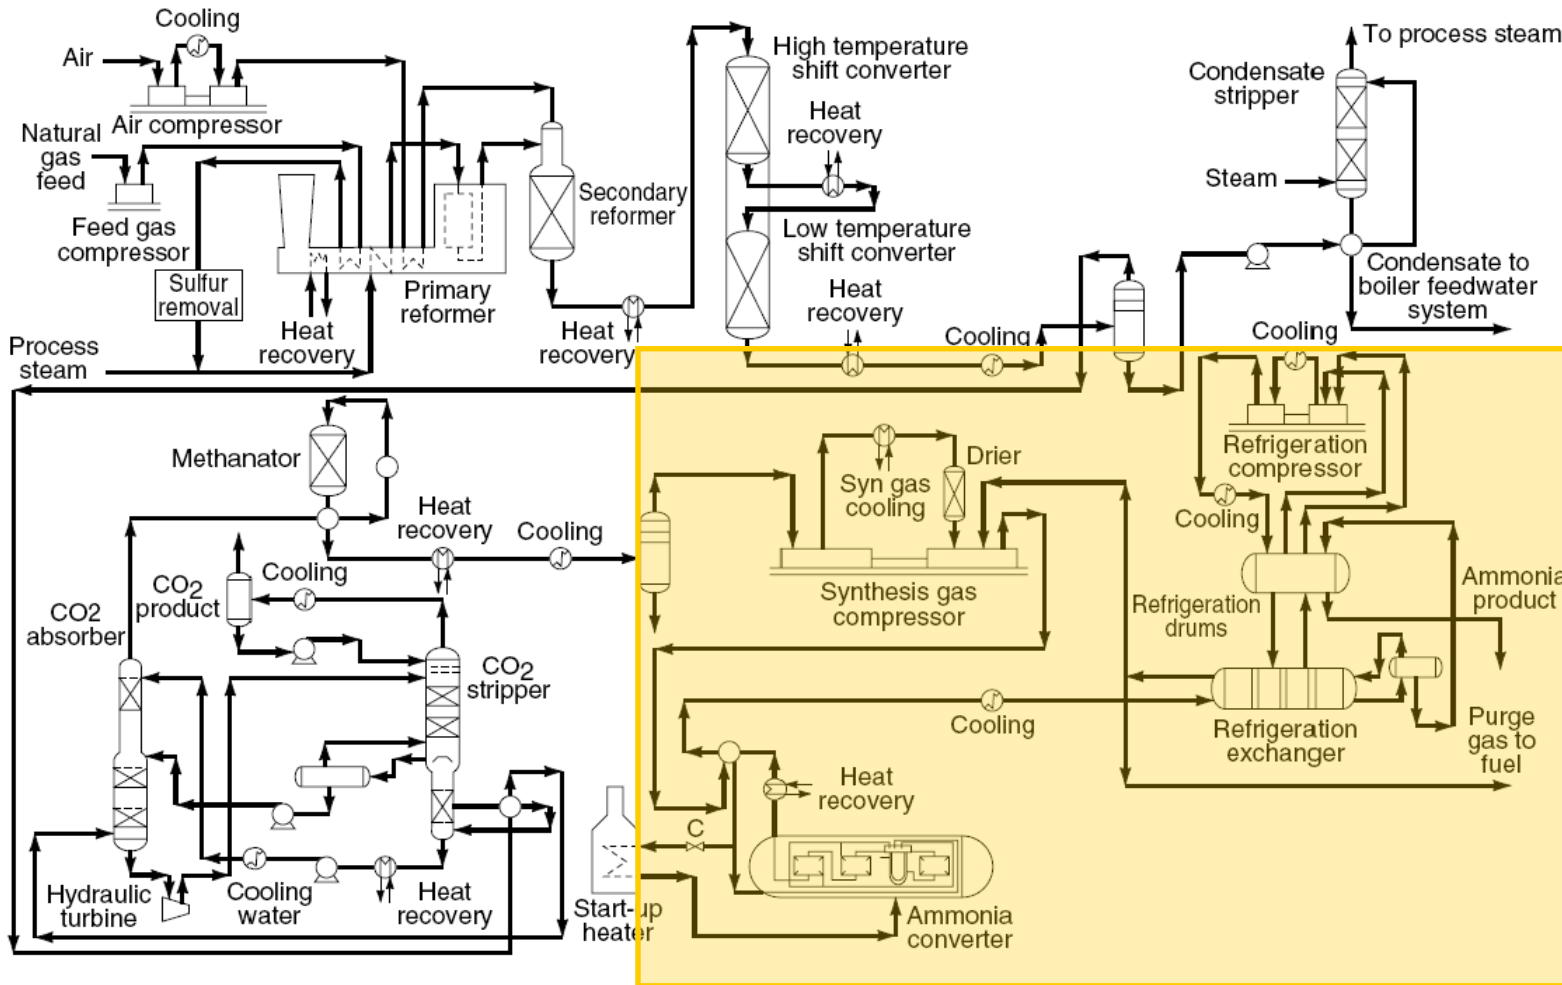 Cooling
Air
Air compressor
Natural
gas
feed
Feed gas
compressor
Sulfur
removal
Process
steam
Heat
recovery
Primary
reformer
Secondary
reformer
Heat
recovery
High temperature
shift converter
Heat
recovery
Low temperature
shift converter
Heat
recovery
Cooling
To process steam
Condensate
stripper
Steam
Condensate to
boiler feedwater
system
Cooling
Refrigeration
compressor
Cooling
Methanator
Heat
recovery
Cooling
CO2
product
Cooling
CO2
absorber
CO2
stripper
Hydraulic
turbine
Cooling
water
Heat
recovery
Start-up
heater
Syn gas
cooling
Drier
Synthesis gas
compressor
Refrigeration
drums
Ammonia
product
Cooling
Refrigeration
exchanger
Purge
gas to
fuel
Heat
recovery
C
Ammonia
converter